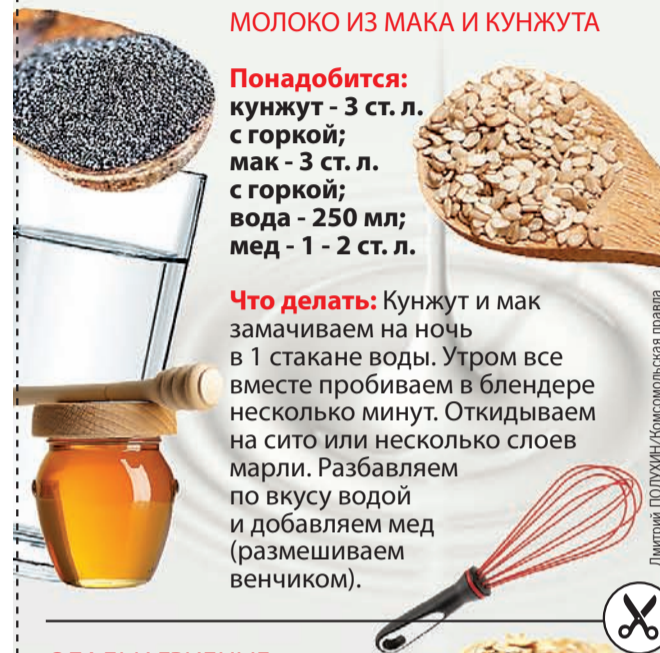 МОЛОКО ИЗ МАКА И КУНЖУТА
Понадобится:
кунжут - 3 ст. л.
с горкой;
мак - 3 ст. л.
с горкой;
вода - 250 мл;
мед - 1 - 2 ст. л.
Что делать: Кунжут и мак
замачиваем на ночь
в 1 стакане воды. Утром все
вместе пробиваем в блендере
несколько минут. Откидываем
на сито или несколько слоев
марли. Разбавляем
по вкусу водой
и добавляем мед
(размешиваем
венчиком).
Дмитрий ПОЛУХИН/Комсомольская правда